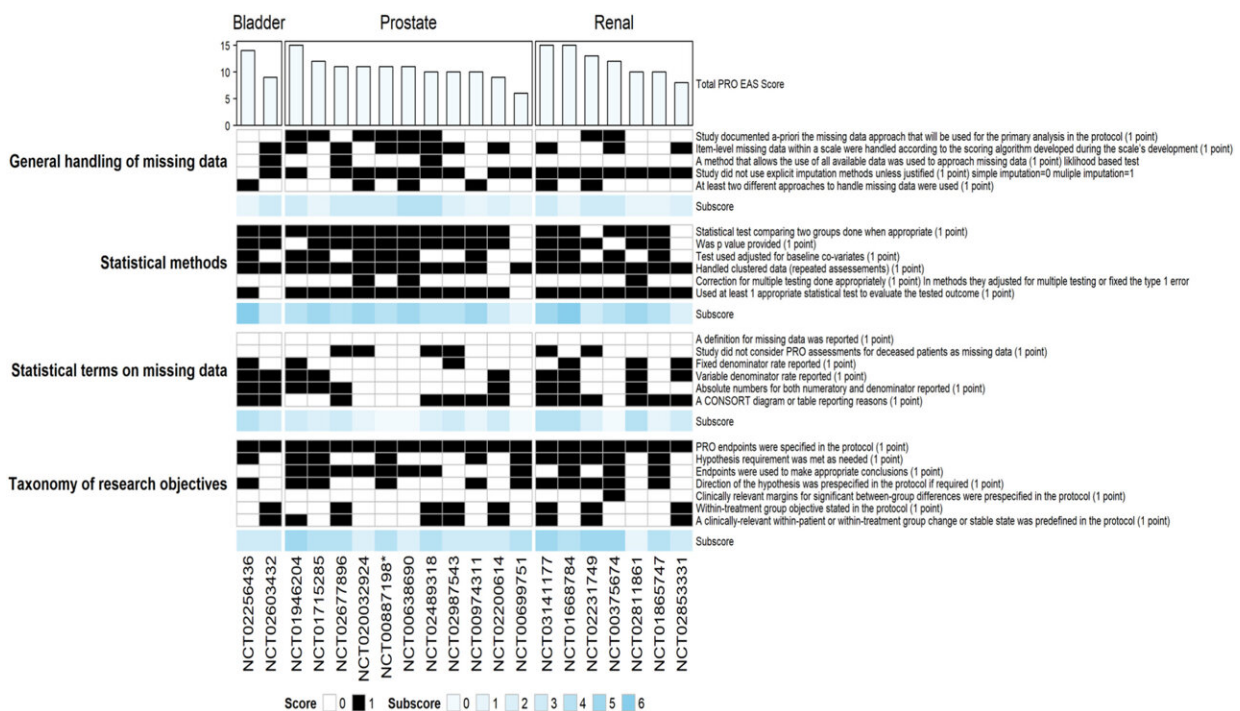 Bladder Prostate Renal
15
10
5
0
Total PRO EAS Score
General handling of missing data
Study documented a-priori the missing data approach that will be used for the primary analysis in the protocol (1 point)
Item-level missing data within a scale were handled according to the scoring algorithm developed during the scale's development (1 point)
A method that allows the use of all available data was used to approach missing data (1 point) liklihood based test
Study did not use explicit imputation methods unless justified (1 point) simple imputation=0 muliple imputation=1
At least two different approaches to handle missing data were used (1 point)
Subscore
Statistical methods
Statistical test comparing two groups done when appropriate (1 point)
Was p value provided (1 point)
Test used adjusted for baseline co-variates (1 point)
Handled clustered data (repeated assessements) (1 point)
Correction for multiple testing done appropriately (1 point) In methods they adjusted for multiple testing or fixed the type 1 error
Used at least 1 appropriate statistical test to evaluate the tested outcome (1 point)
Subscore
Statistical terms on missing data
A definition for missing data was reported (1 point)
Study did not consider PRO assessments for deceased patients as missing data (1 point)
Fixed denominator rate reported (1 point)
Variable denominator rate reported (1 point)
Absolute numbers for both numeratory and denominator reported (1 point)
A CONSORT diagram or table reporting reasons (1 point)
Subscore
Taxonomy of research objectives
PRO endpoints were specified in the protocol (1 point)
Hypothesis requirement was met as needed (1 point)
Endpoints were used to make appropriate conclusions (1 point)
Direction of the hypothesis was prespecified in the protocol if required (1 point)
Clinically relevant margins for significant between-group differences were prespecified in the protocol (1 point)
Within-treatment group objective stated in the protocol (1 point)
A clinically-relevant within-patient or within-treatment group change or stable state was predefined in the protocol (1 point)
Subscore
NCT02256436
NCT02603432
NCT01946204
NCT01715285
NCT02677896
NCT020032924
NCT00887198*
NCT00638690
NCT02489318
NCT02987543
NCT00974311
NCT02200614
NCT00699751
NCT03141177
NCT01668784
NCT02231749
NCT00375674
NCT02811861
NCT01865747
NCT02853331
Score 0 1 Subscore 0 1 2 3 4 5 6